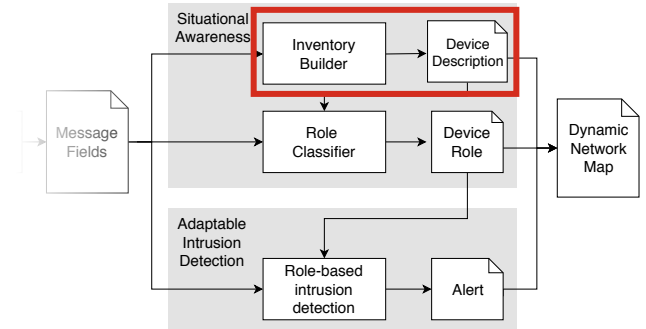 Situational
Awareness
Inventory
Builder
Device
Description
Message
Fields
Role
Classifier
Device
Role
Dynamic
Network
Map
Adaptable
Intrusion
Detection
Role-based
intrusion
detection
Alert